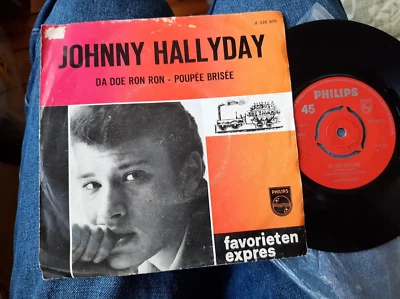 JOHNNY HALLYDAY
DA DOE RON RON - POUPÉE BRISÉE
PHILIPS
favorieten
expres
PHILIPS
45